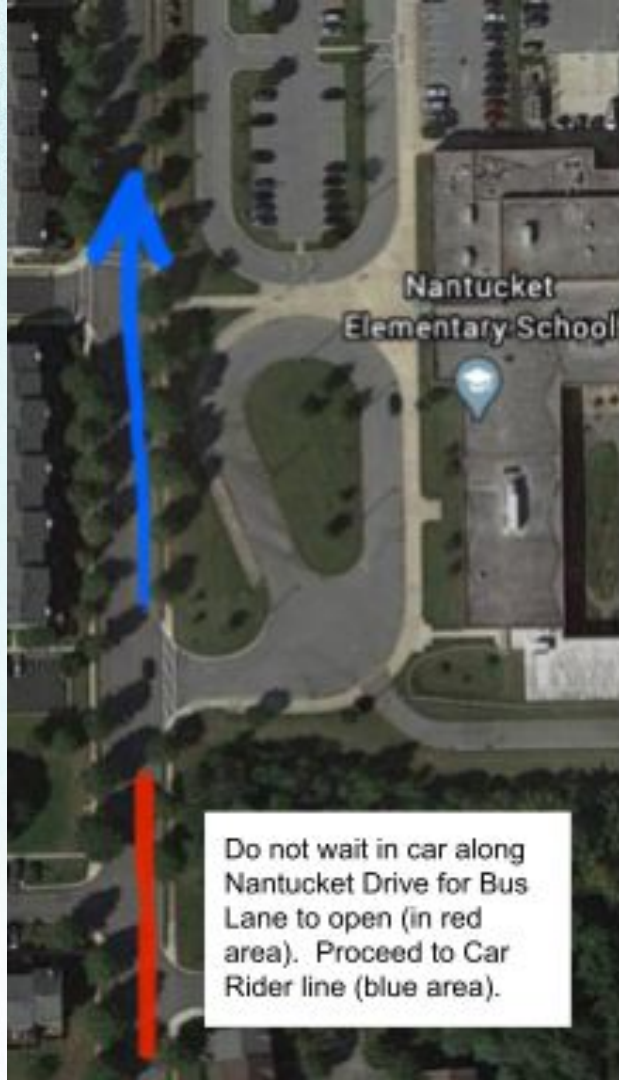 Nantucket
Elementary School
Do not wait in car along
Nantucket Drive for Bus
Lane to open (in red
area).  Proceed to Car
Rider line (blue area).